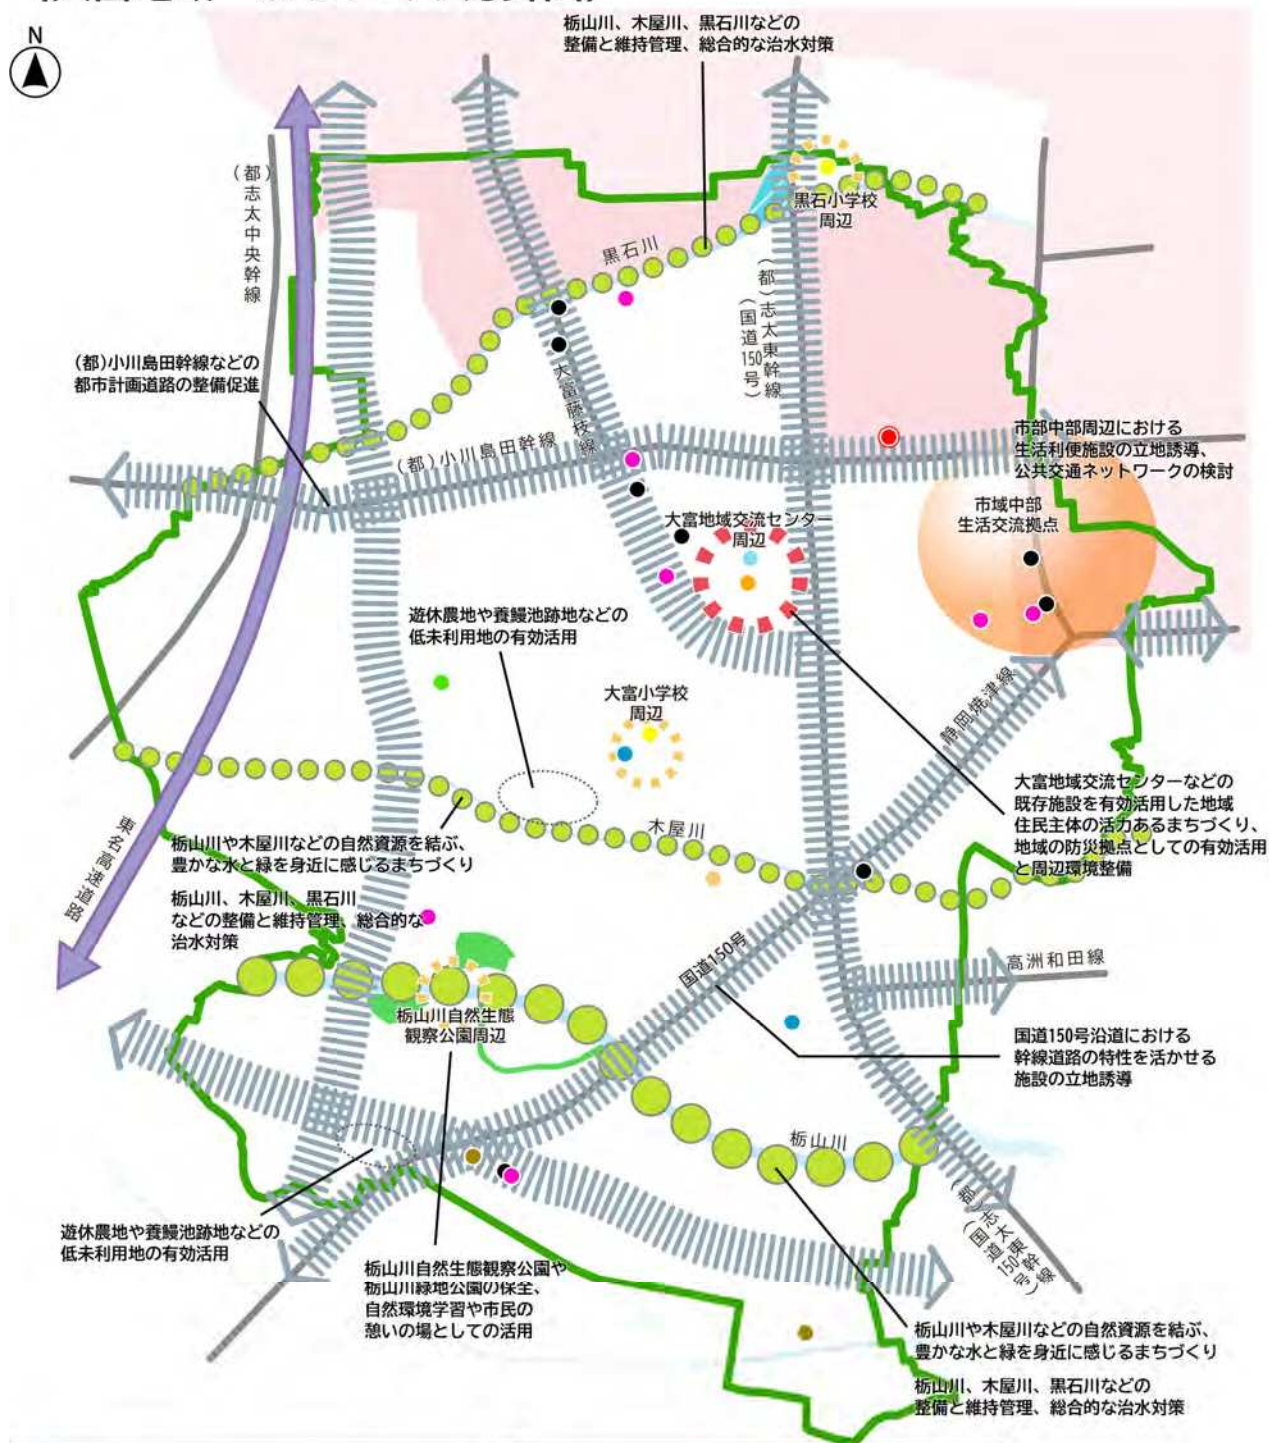 N
栃山川、木屋川、黒石川などの
整備と維持管理、総合的な治水対策
(都)志太中央幹線
黒石小学校
周辺
黒石川
(都)志太東幹線
(国道150号)
(都)小川島田幹線などの
都市計画道路の整備促進
大富藤枝線
(都)小川島田幹線
市部中部周辺における
生活利便施設の立地誘導、
公共交通ネットワークの検討
市域中部
生活交流拠点
大富地域交流センター
周辺
遊休農地や養鰻池跡地などの
低未利用地の有効活用
大富小学校
周辺
静岡焼津線
大富地域交流センターなどの
既存施設を有効活用した地域
住民主体の活力あるまちづくり、
地域の防災拠点としての有効活用
と周辺環境整備
木屋川
東名高速道路
栃山川や木屋川などの自然資源を結ぶ、
豊かな水と緑を身近に感じるまちづくり
栃山川、木屋川、黒石川
などの整備と維持管理、総合的な
治水対策
国道150号
高洲和田線
栃山川自然生態
観察公園周辺
国道150号沿道における
幹線道路の特性を活かせる
施設の立地誘導
栃山川
(都)志太東幹線
(国道150号)
遊休農地や養鰻池跡地などの
低未利用地の有効活用
栃山川自然生態観察公園や
栃山川緑地公園の保全、
自然環境学習や市民の
憩いの場としての活用
栃山川や木屋川などの自然資源を結ぶ、
豊かな水と緑を身近に感じるまちづくり
栃山川、木屋川、黒石川などの
整備と維持管理、総合的な治水対策